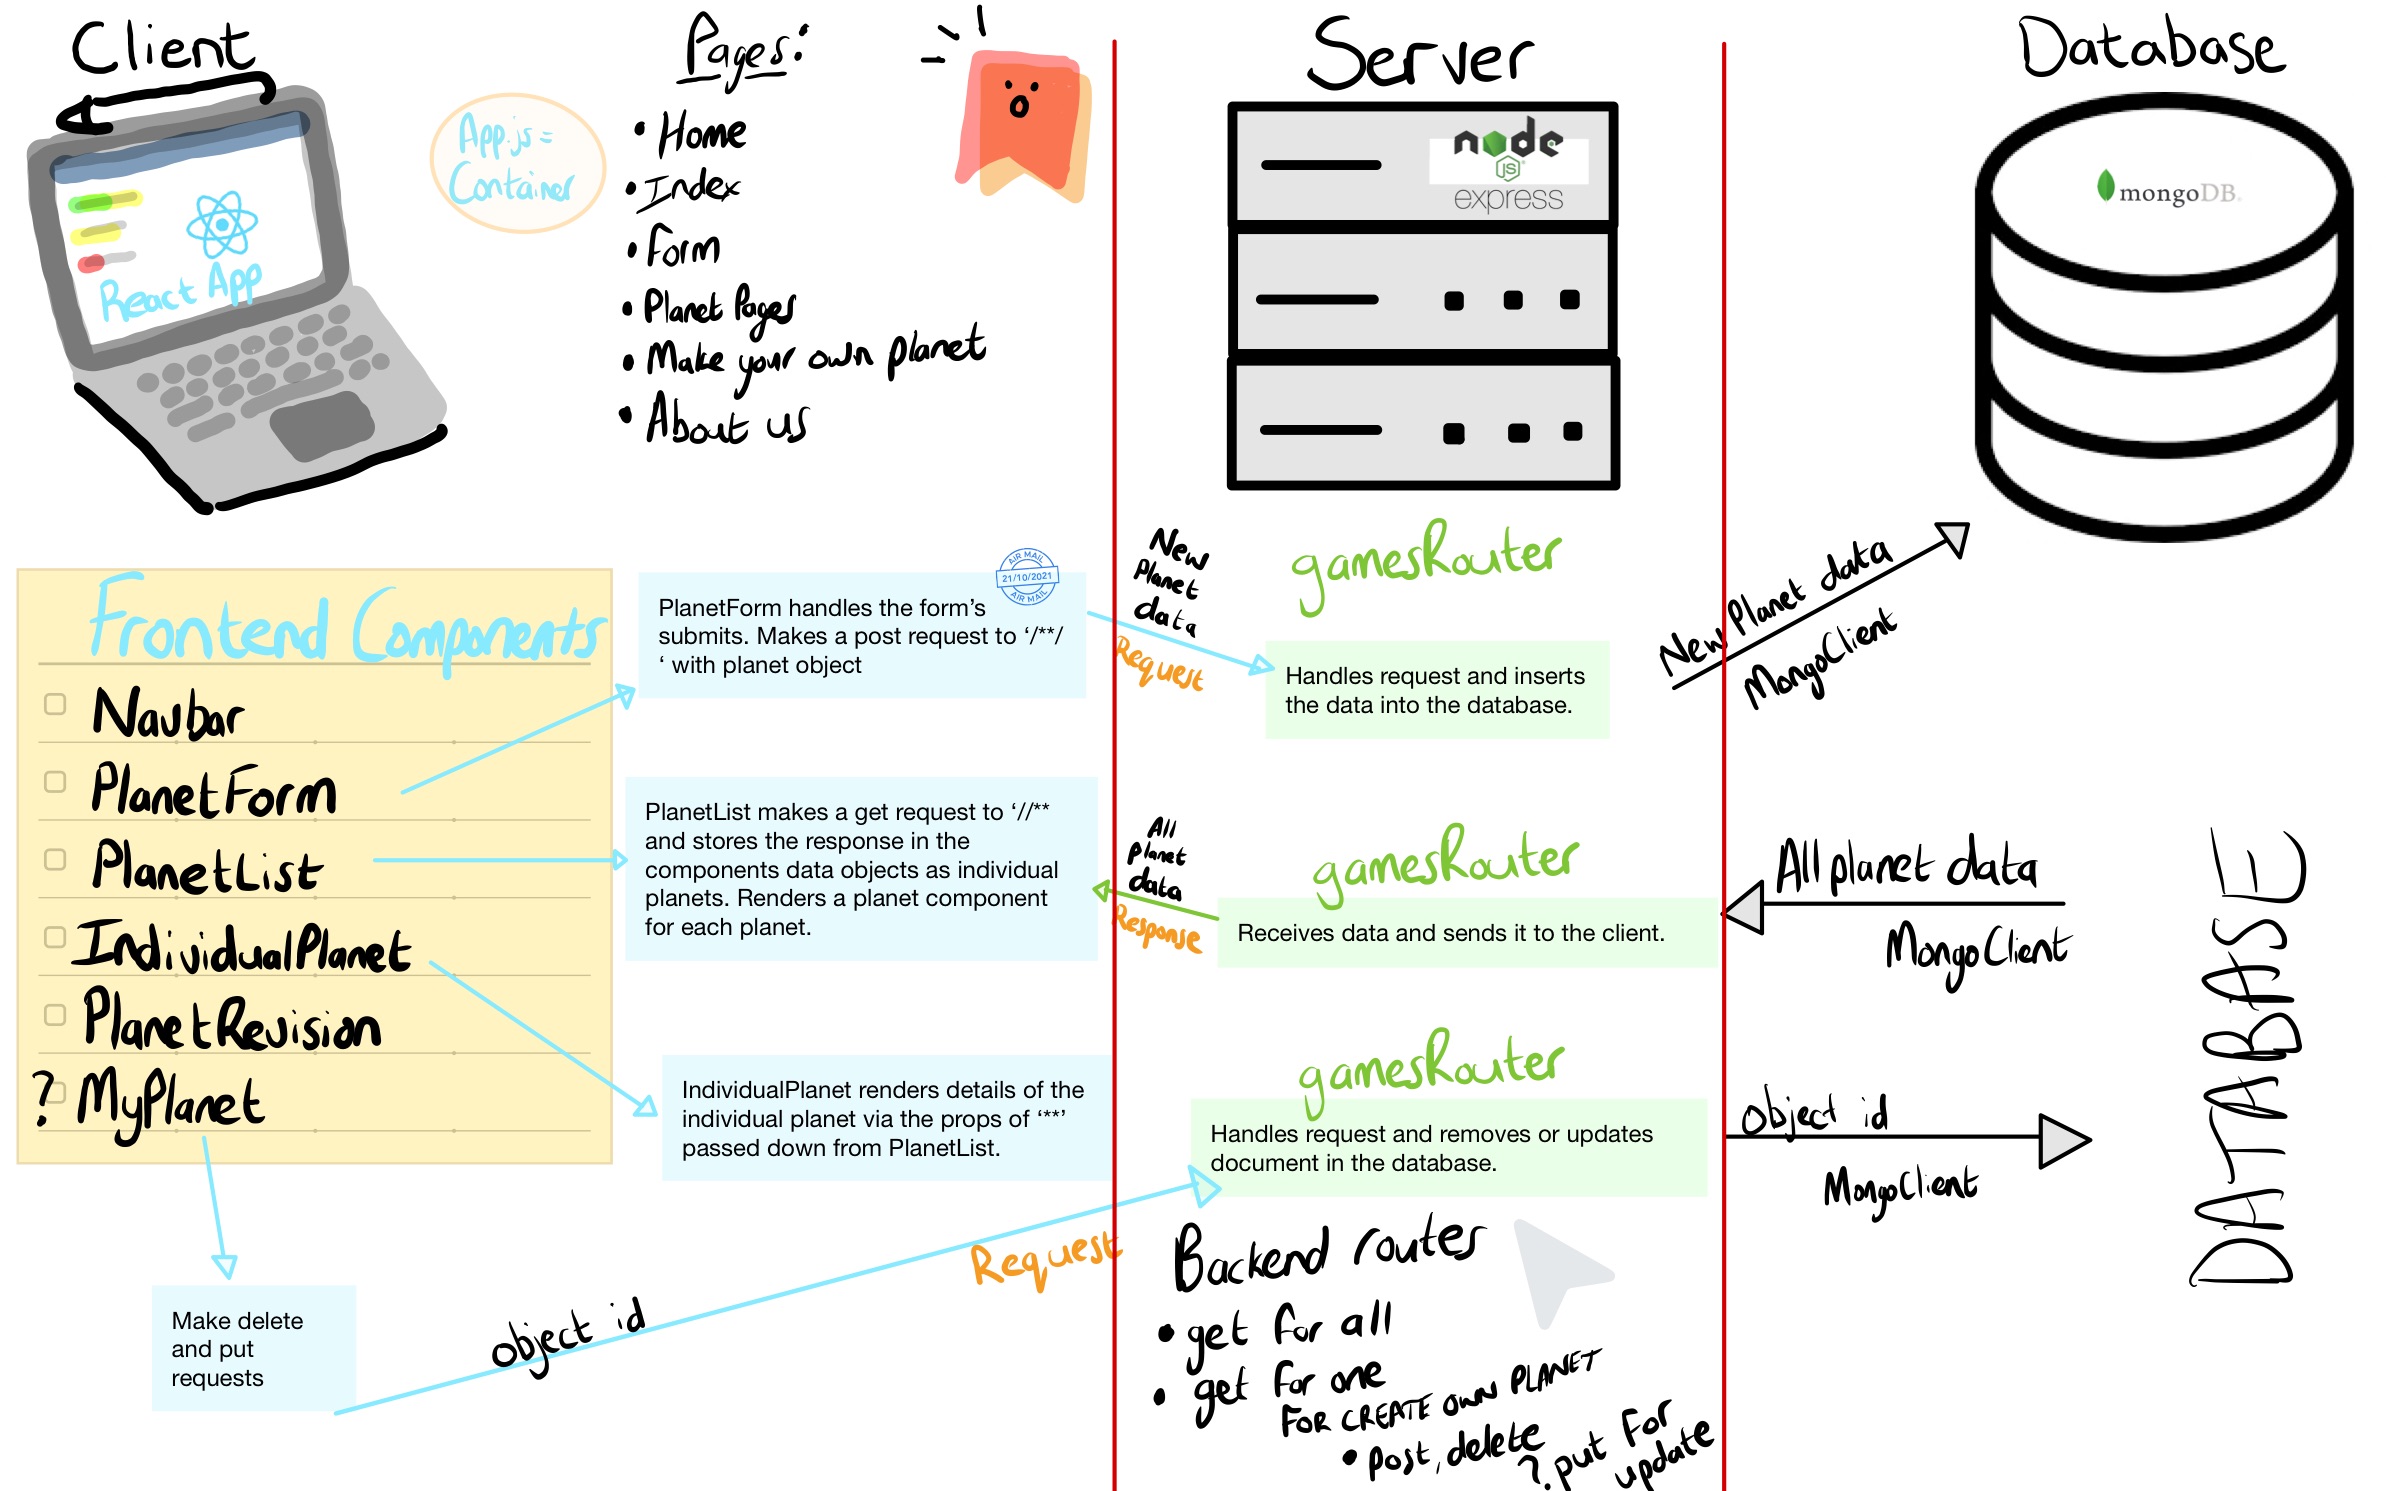 Client
React App
App.js =
Container
Pages:
• Home
• Index
• Form
• Planet Pages
• Make your own planet
• About us
Server
node
JS
express
Database
mongoDB
Frontend Components
Navbar
PlanetForm
PlanetList
IndividualPlanet
PlanetRevision
? MyPlanet
AIR MAIL
21/10/2021
AIR MAIL
PlanetForm handles the form’s
submits. Makes a post request to ‘/**/
‘ with planet object
New
Planet
data
Request
gamesRouter
Handles request and inserts
the data into the database.
New Planet data
MongoClient
PlanetList makes a get request to ‘//**
and stores the response in the
components data objects as individual
planets. Renders a planet component
for each planet.
All
planet
data
Response
gamesRouter
Receives data and sends it to the client.
All planet data
MongoClient
DATABASE
IndividualPlanet renders details of the
individual planet via the props of ‘**’
passed down from PlanetList.
gamesRouter
Handles request and removes or updates
document in the database.
object id
MongoClient
Make delete
and put
requests
object id
Request
Backend routes
• get for all
• get for one
FOR CREATE OWN PLANET
• post, delete
? put for
update